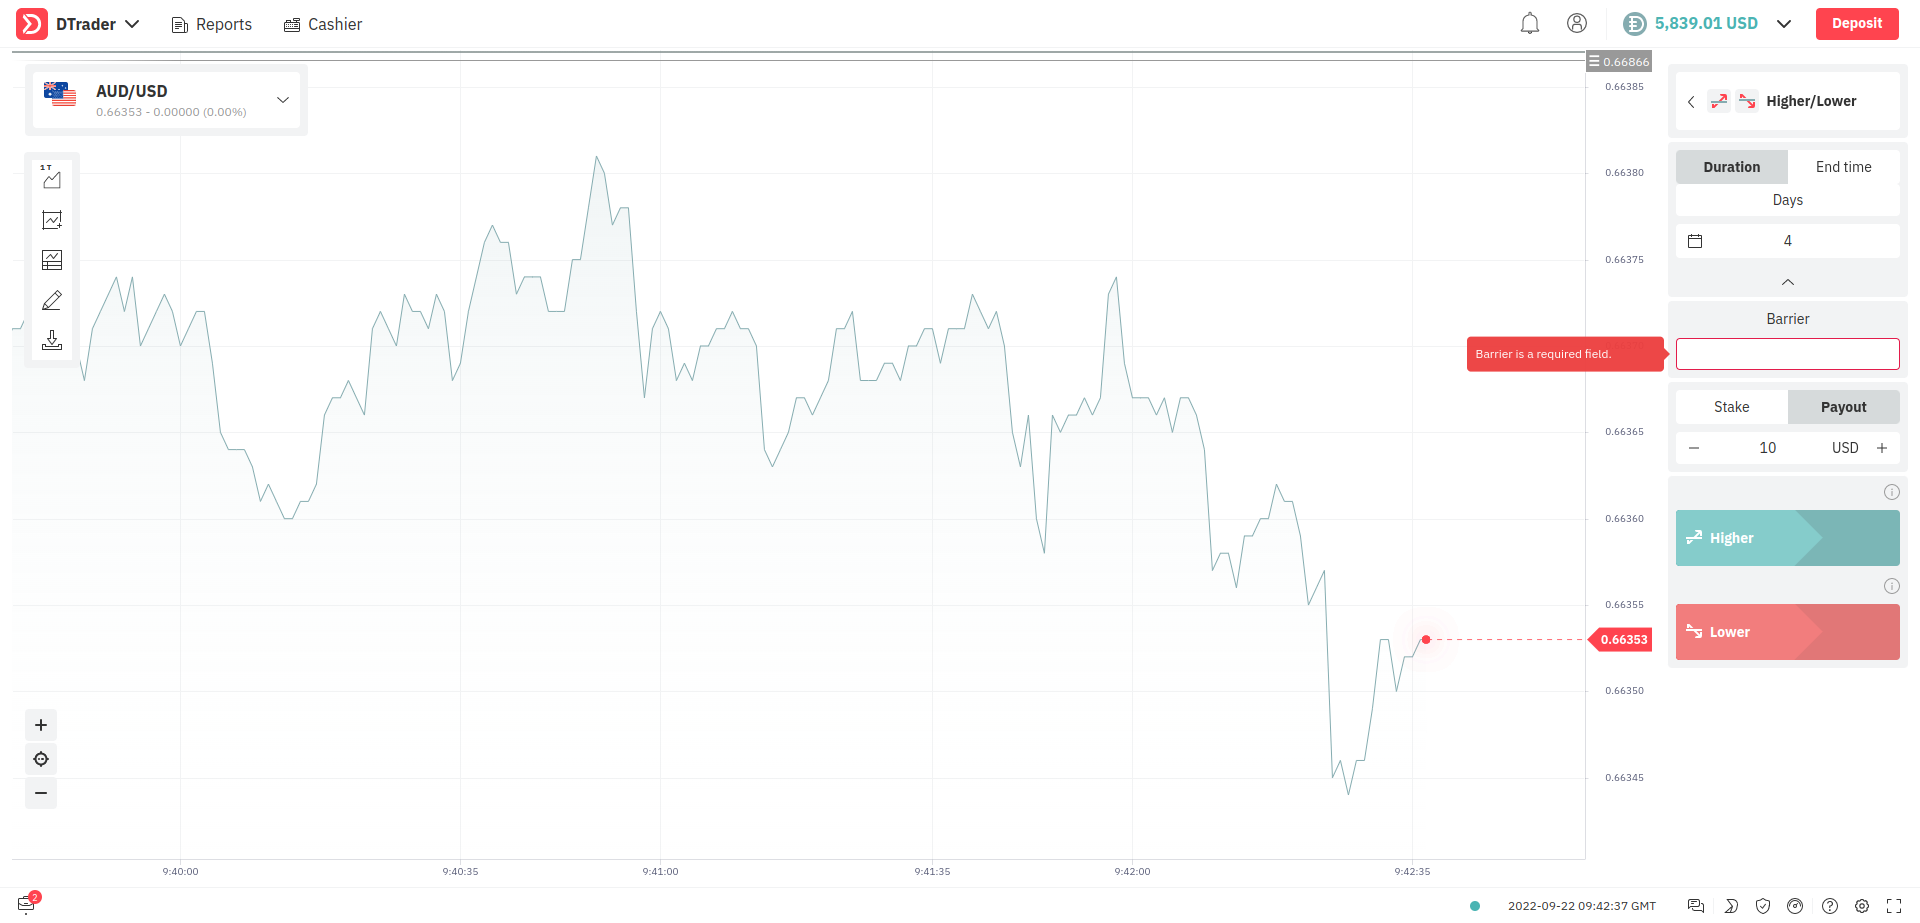 DTrader
Reports
Cashier
5,839.01 USD
Deposit
AUD/USD
0.66353 - 0.00000 (0.00%)
1T
0.66866
0.66385
0.66380
0.66375
0.66365
0.66360
0.66355
0.66353
0.66350
0.66345
9:40:00
9:40:35
9:41:00
9:41:35
9:42:00
9:42:35
Higher/Lower
Duration
End time
Days
4
Barrier
Barrier is a required field.
Stake
Payout
10
USD
Higher
Lower
2
2022-09-22 09:42:37 GMT